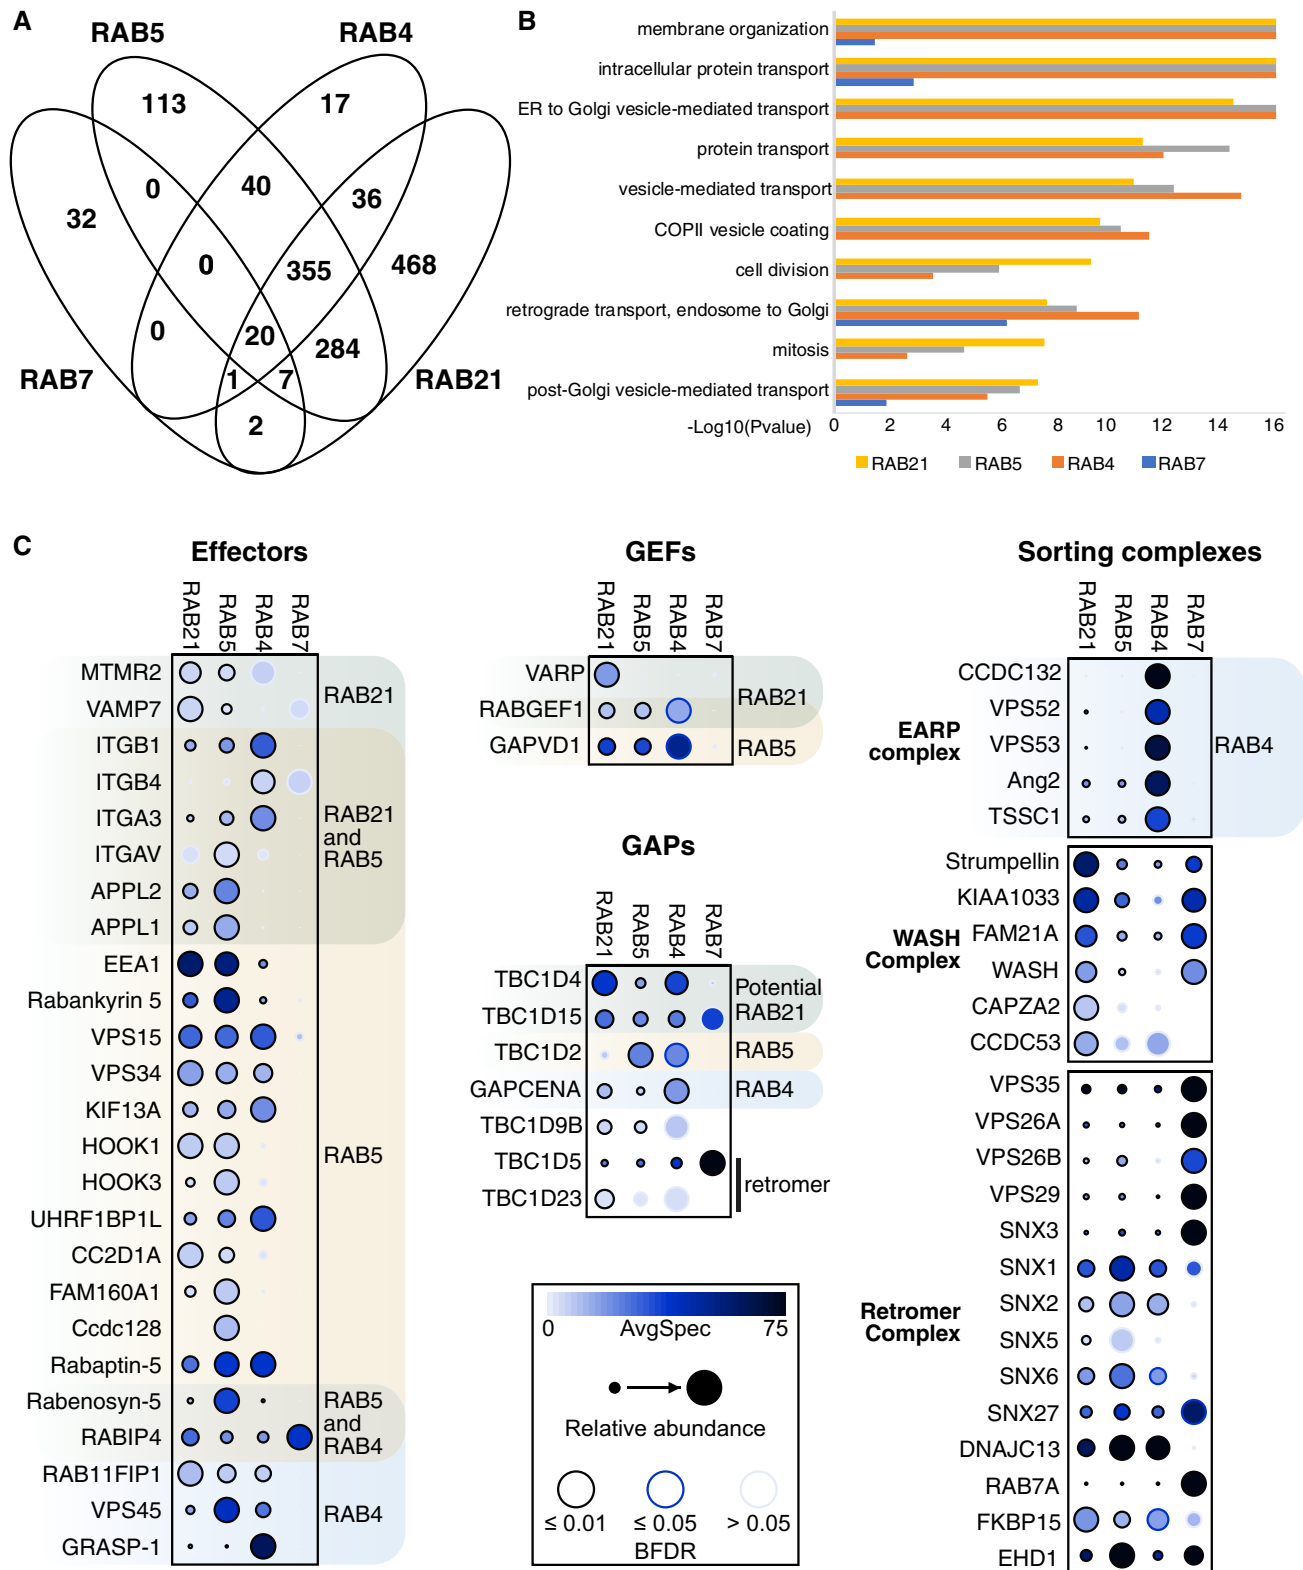 A
RAB5
RAB4
113
17
0
40
36
32
0
355
468
0
20
284
1
7
2
RAB7
RAB21
B
membrane organization
intracellular protein transport
ER to Golgi vesicle-mediated transport
protein transport
vesicle-mediated transport
COPII vesicle coating
cell division
retrograde transport, endosome to Golgi
mitosis
post-Golgi vesicle-mediated transport
-Log10(Pvalue)
0 2 4 6 8 10 12 14 16
RAB21 RAB5 RAB4 RAB7
C
Effectors
RAB21 RAB5 RAB4 RAB7
MTMR2
VAMP7
ITGB1
ITGB4
ITGA3
ITGAV
APPL2
APPL1
EEA1
Rabankyrin 5
VPS15
VPS34
KIF13A
HOOK1
HOOK3
UHRF1BP1L
CC2D1A
FAM160A1
Ccdc128
Rabaptin-5
Rabenosyn-5
RABIP4
RAB11FIP1
VPS45
GRASP-1
RAB21
RAB21
and
RAB5
RAB5
RAB5
and
RAB4
RAB4
GEFs
RAB21 RAB5 RAB4 RAB7
VARP
RABGEF1
GAPVD1
RAB21
RAB5
GAPs
RAB21 RAB5 RAB4 RAB7
TBC1D4
TBC1D15
TBC1D2
GAPCENA
TBC1D9B
TBC1D5
TBC1D23
Potential
RAB21
RAB5
RAB4
retromer
0 AvgSpec 75
Relative abundance
≤ 0.01 ≤ 0.05 > 0.05
BFDR
Sorting complexes
RAB21 RAB5 RAB4 RAB7
EARP
complex
CCDC132
VPS52
VPS53
Ang2
TSSC1
RAB4
WASH
Complex
Strumpellin
KIAA1033
FAM21A
WASH
CAPZA2
CCDC53
Retromer
Complex
VPS35
VPS26A
VPS26B
VPS29
SNX3
SNX1
SNX2
SNX5
SNX6
SNX27
DNAJC13
RAB7A
FKBP15
EHD1